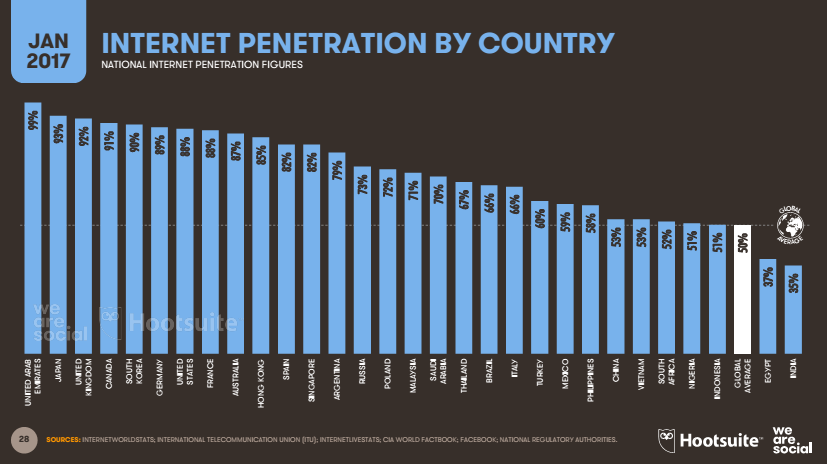 JAN
2017
INTERNET PENETRATION BY COUNTRY
NATIONAL INTERNET PENETRATION FIGURES
99%
93%
92%
91%
90%
89%
88%
88%
87%
85%
82%
82%
79%
73%
72%
71%
70%
67%
66%
66%
60%
59%
58%
53%
53%
52%
51%
51%
50%
37%
35%
GLOBAL
AVERAGE
we
are
social
Hootsuite
UNITED ARAB
EMIRATES
JAPAN
UNITED
KINGDOM
CANADA
SOUTH
KOREA
GERMANY
UNITED
STATES
FRANCE
AUSTRALIA
HONG KONG
SPAIN
SINGAPORE
ARGENTINA
RUSSIA
POLAND
MALAYSIA
SAUDI
ARABIA
THAILAND
BRAZIL
ITALY
TURKEY
MEXICO
PHILIPPINES
CHINA
VIETNAM
SOUTH
AFRICA
NIGERIA
INDONESIA
GLOBAL
AVERAGE
EGYPT
INDIA
28
SOURCES: INTERNETWORLDSTATS; INTERNATIONAL TELECOMMUNICATION UNION (ITU); INTERNETLIVESTATS; CIA WORLD FACTBOOK; FACEBOOK; NATIONAL REGULATORY AUTHORITIES.
Hootsuite™
we
are
social